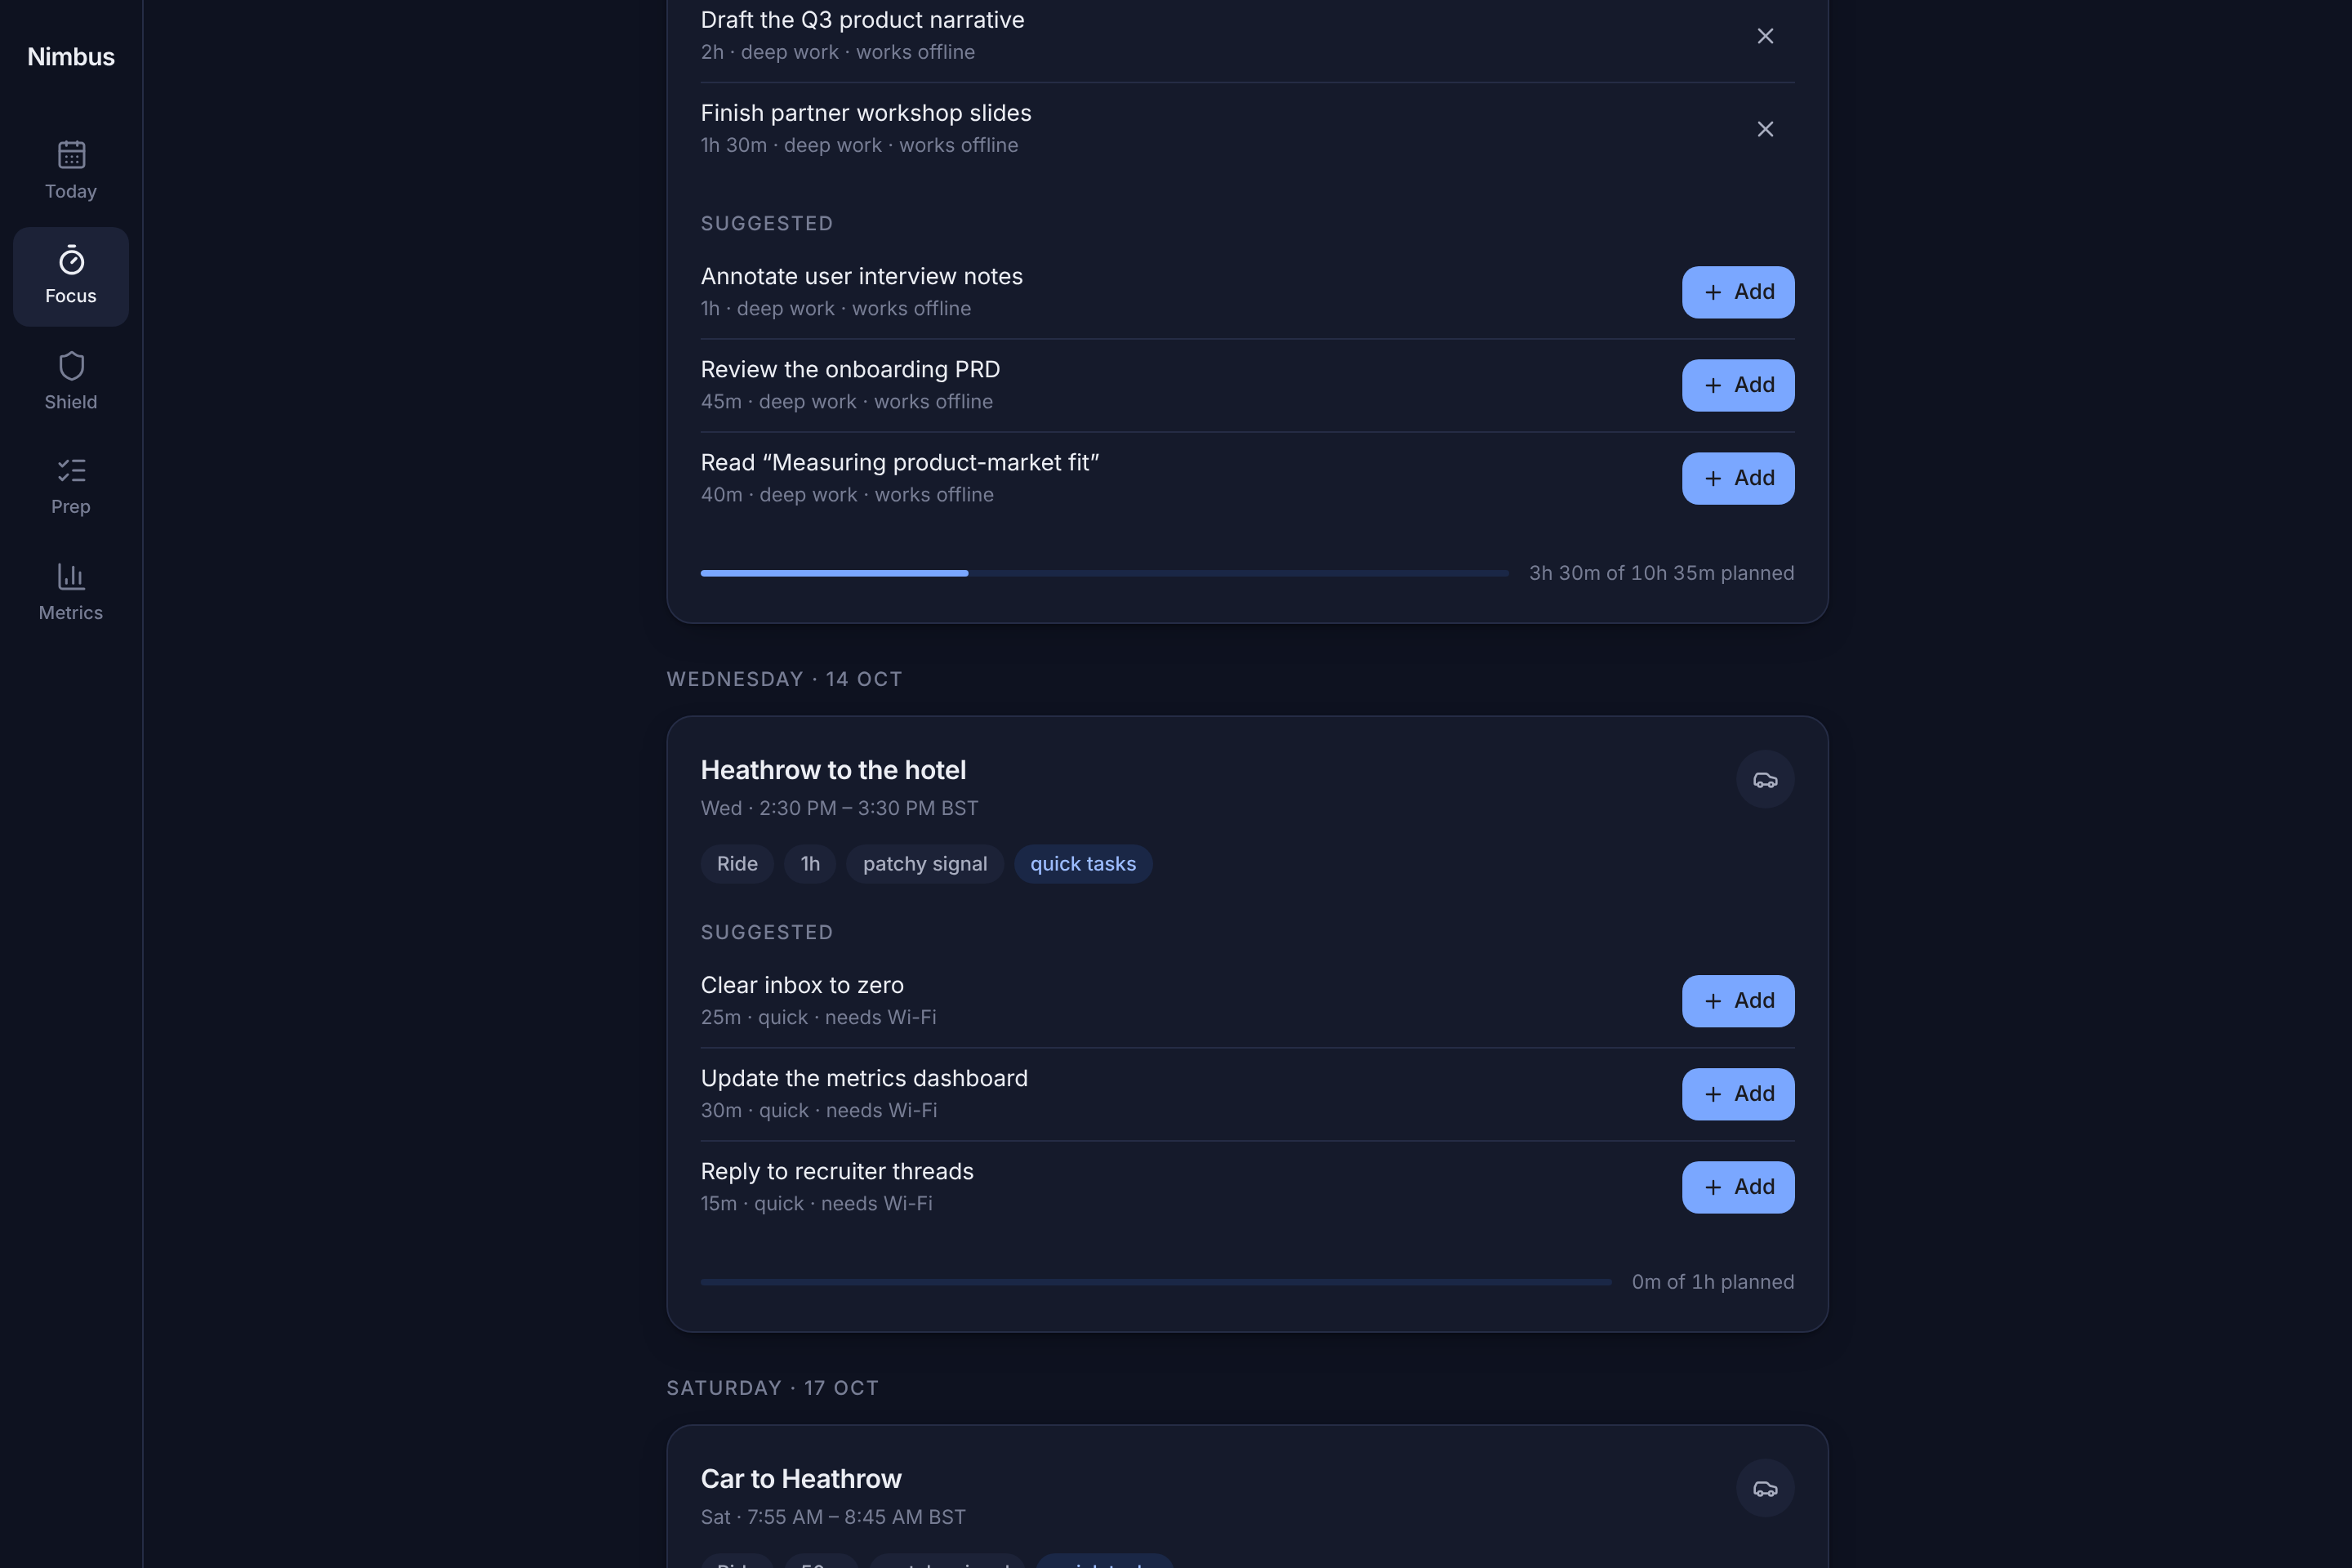 Nimbus
Today
Focus
Shield
Prep
Metrics
Draft the Q3 product narrative
2h · deep work · works offline
Finish partner workshop slides
1h 30m · deep work · works offline
SUGGESTED
Annotate user interview notes
1h · deep work · works offline
Add
Review the onboarding PRD
45m · deep work · works offline
Add
Read “Measuring product-market fit”
40m · deep work · works offline
Add
3h 30m of 10h 35m planned
WEDNESDAY · 14 OCT
Heathrow to the hotel
Wed · 2:30 PM – 3:30 PM BST
Ride 1h patchy signal quick tasks
SUGGESTED
Clear inbox to zero
25m · quick · needs Wi-Fi
Add
Update the metrics dashboard
30m · quick · needs Wi-Fi
Add
Reply to recruiter threads
15m · quick · needs Wi-Fi
Add
0m of 1h planned
SATURDAY · 17 OCT
Car to Heathrow
Sat · 7:55 AM – 8:45 AM BST